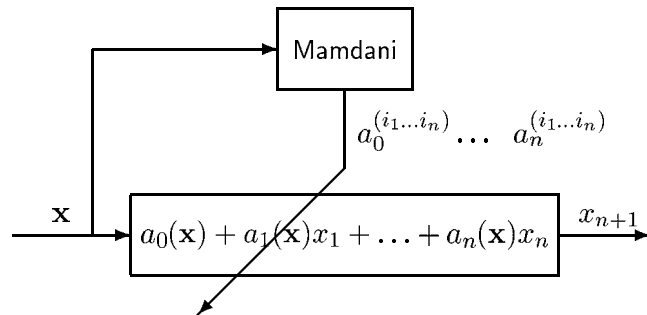 Mamdani
a_0^{(i_1...i_n)} ... a_n^{(i_1...i_n)}
x
a_0(x) + a_1(x)x_1 + ... + a_n(x)x_n
x_{n+1}